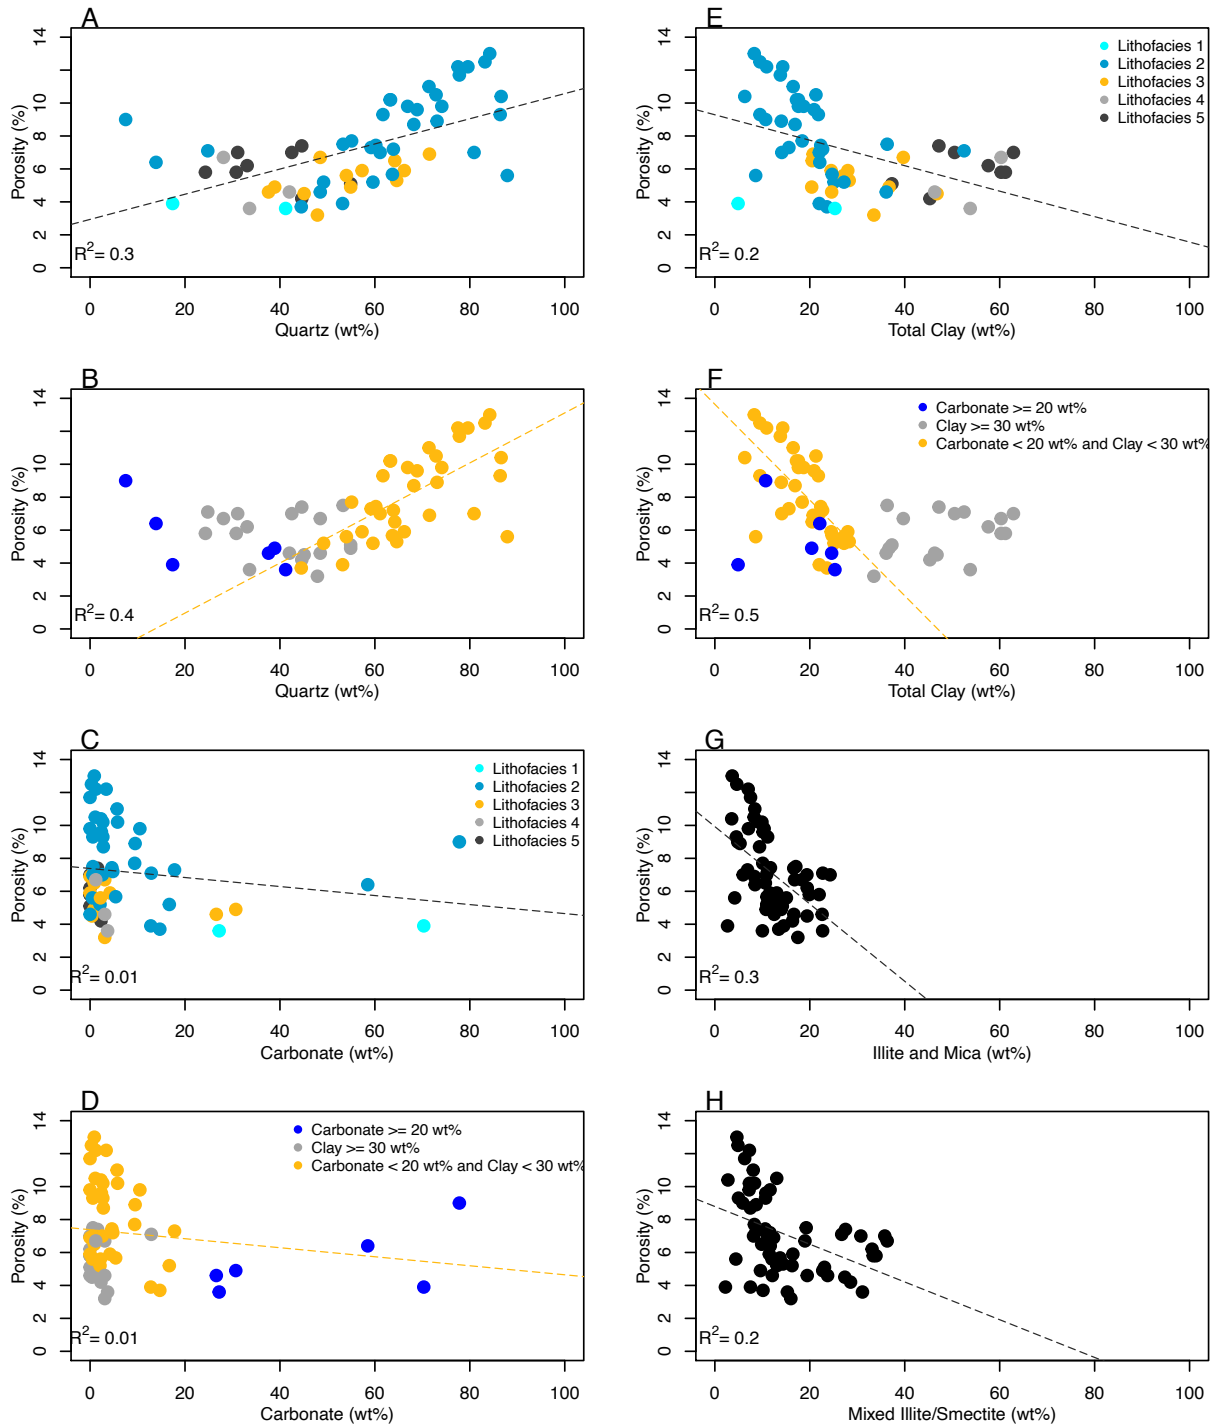 A
Porosity (%)
0 2 4 6 8 10 14
R2= 0.3
0 20 40 60 80 100
Quartz (wt%)
E
Lithofacies 1
Lithofacies 2
Lithofacies 3
Lithofacies 4
Lithofacies 5
Porosity (%)
0 2 4 6 8 10 14
R2= 0.2
0 20 40 60 80 100
Total Clay (wt%)
B
Porosity (%)
0 2 4 6 8 10 14
R2= 0.4
0 20 40 60 80 100
Quartz (wt%)
F
Carbonate >= 20 wt%
Clay >= 30 wt%
Carbonate < 20 wt% and Clay < 30 wt%
Porosity (%)
0 2 4 6 8 10 14
R2= 0.5
0 20 40 60 80 100
Total Clay (wt%)
C
Lithofacies 1
Lithofacies 2
Lithofacies 3
Lithofacies 4
Lithofacies 5
Porosity (%)
0 2 4 6 8 10 14
R2= 0.01
0 20 40 60 80 100
Carbonate (wt%)
G
Porosity (%)
0 2 4 6 8 10 14
R2= 0.3
0 20 40 60 80 100
Illite and Mica (wt%)
D
Carbonate >= 20 wt%
Clay >= 30 wt%
Carbonate < 20 wt% and Clay < 30 wt%
Porosity (%)
0 2 4 6 8 10 14
R2= 0.01
0 20 40 60 80 100
Carbonate (wt%)
H
Porosity (%)
0 2 4 6 8 10 14
R2= 0.2
0 20 40 60 80 100
Mixed Illite/Smectite (wt%)